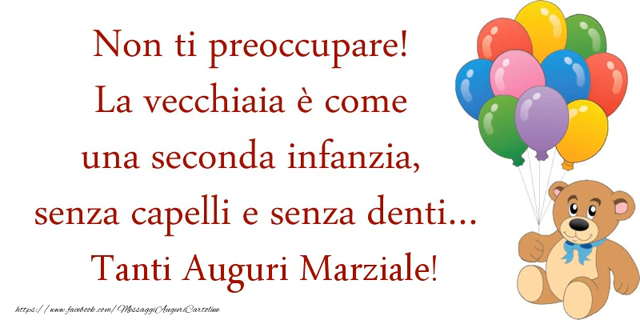 Non ti preoccupare!
La vecchiaia è come
una seconda infanzia,
senza capelli e senza denti...
Tanti Auguri Marziale!
https://www.facebook.com/MessaggiAuguriCartoline